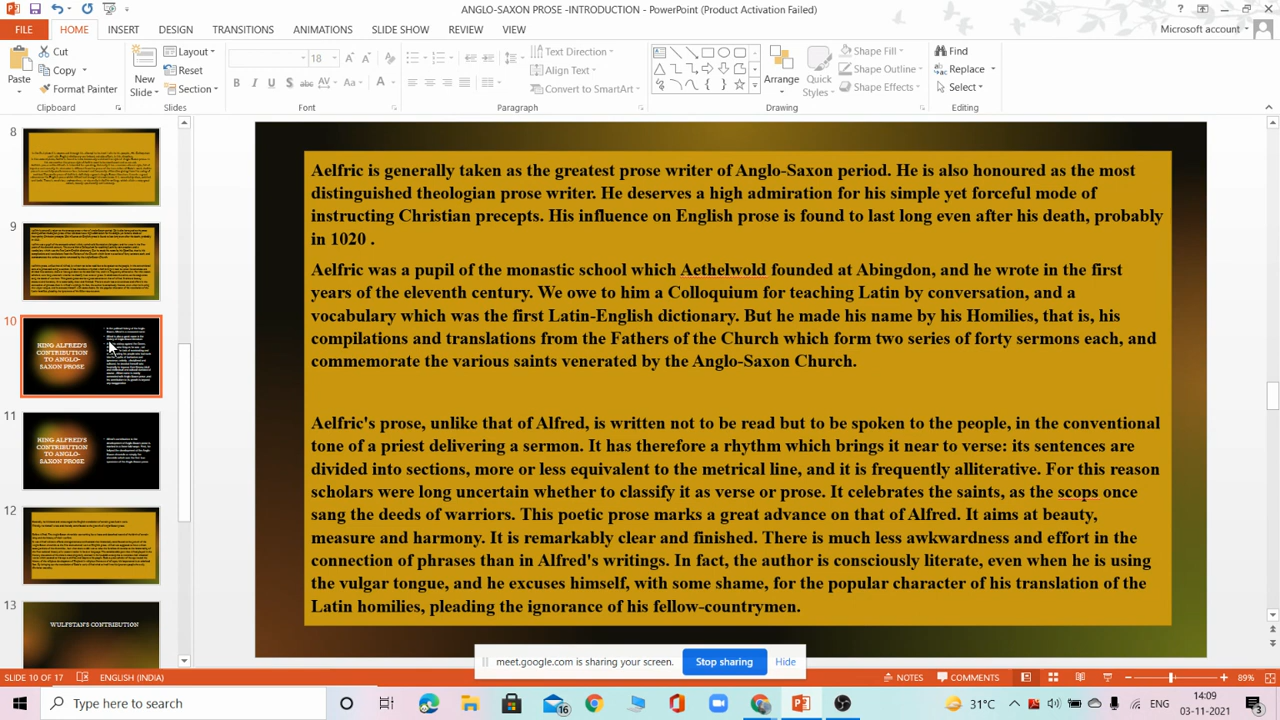 ANGLO-SAXON PROSE -INTRODUCTION - PowerPoint (Product Activation Failed)
FILE HOME INSERT DESIGN TRANSITIONS ANIMATIONS SLIDE SHOW REVIEW VIEW Microsoft account
Paste Cut Copy Format Painter
Clipboard
New Slide Layout Reset Section
Slides
18
B I U S abc AV Aa A
Font
Text Direction Align Text Convert to SmartArt
Paragraph
Arrange Quick Styles Shape Fill Shape Outline Shape Effects
Drawing
Find Replace Select
Editing
8
9
10
KING ALFRED'S
CONTRIBUTION
TO ANGLO-
SAXON PROSE
11
KING ALFRED'S
CONTRIBUTION
TO ANGLO-
SAXON PROSE
12
13
WULFSTAN'S CONTRIBUTION
Aelfric is generally taken as the greatest prose writer of Anglo-Saxon period. He is also honoured as the most
distinguished theologian prose writer. He deserves a high admiration for his simple yet forceful mode of
instructing Christian precepts. His influence on English prose is found to last long even after his death, probably
in 1020 .
Aelfric was a pupil of the monastic school which Aethelwold founded at Abingdon, and he wrote in the first
years of the eleventh century. We owe to him a Colloquium for teaching Latin by conversation, and a
vocabulary which was the first Latin-English dictionary. But he made his name by his Homilies, that is, his
compilations and translations from the Fathers of the Church which form two series of forty sermons each, and
commemorate the various saints venerated by the Anglo-Saxon Church.
Aelfric's prose, unlike that of Alfred, is written not to be read but to be spoken to the people, in the conventional
tone of a priest delivering a sermon. It has therefore a rhythm which brings it near to verse: its sentences are
divided into sections, more or less equivalent to the metrical line, and it is frequently alliterative. For this reason
scholars were long uncertain whether to classify it as verse or prose. It celebrates the saints, as the scops once
sang the deeds of warriors. This poetic prose marks a great advance on that of Alfred. It aims at beauty,
measure and harmony. It is remarkably clear and finished. There is much less awkwardness and effort in the
connection of phrases than in Alfred's writings. In fact, the author is consciously literate, even when he is using
the vulgar tongue, and he excuses himself, with some shame, for the popular character of his translation of the
Latin homilies, pleading the ignorance of his fellow-countrymen.
meet.google.com is sharing your screen. Stop sharing Hide
SLIDE 10 OF 17 ENGLISH (INDIA) NOTES COMMENTS 89%
Type here to search 16 31°C ENG 14:09
03-11-2021 3